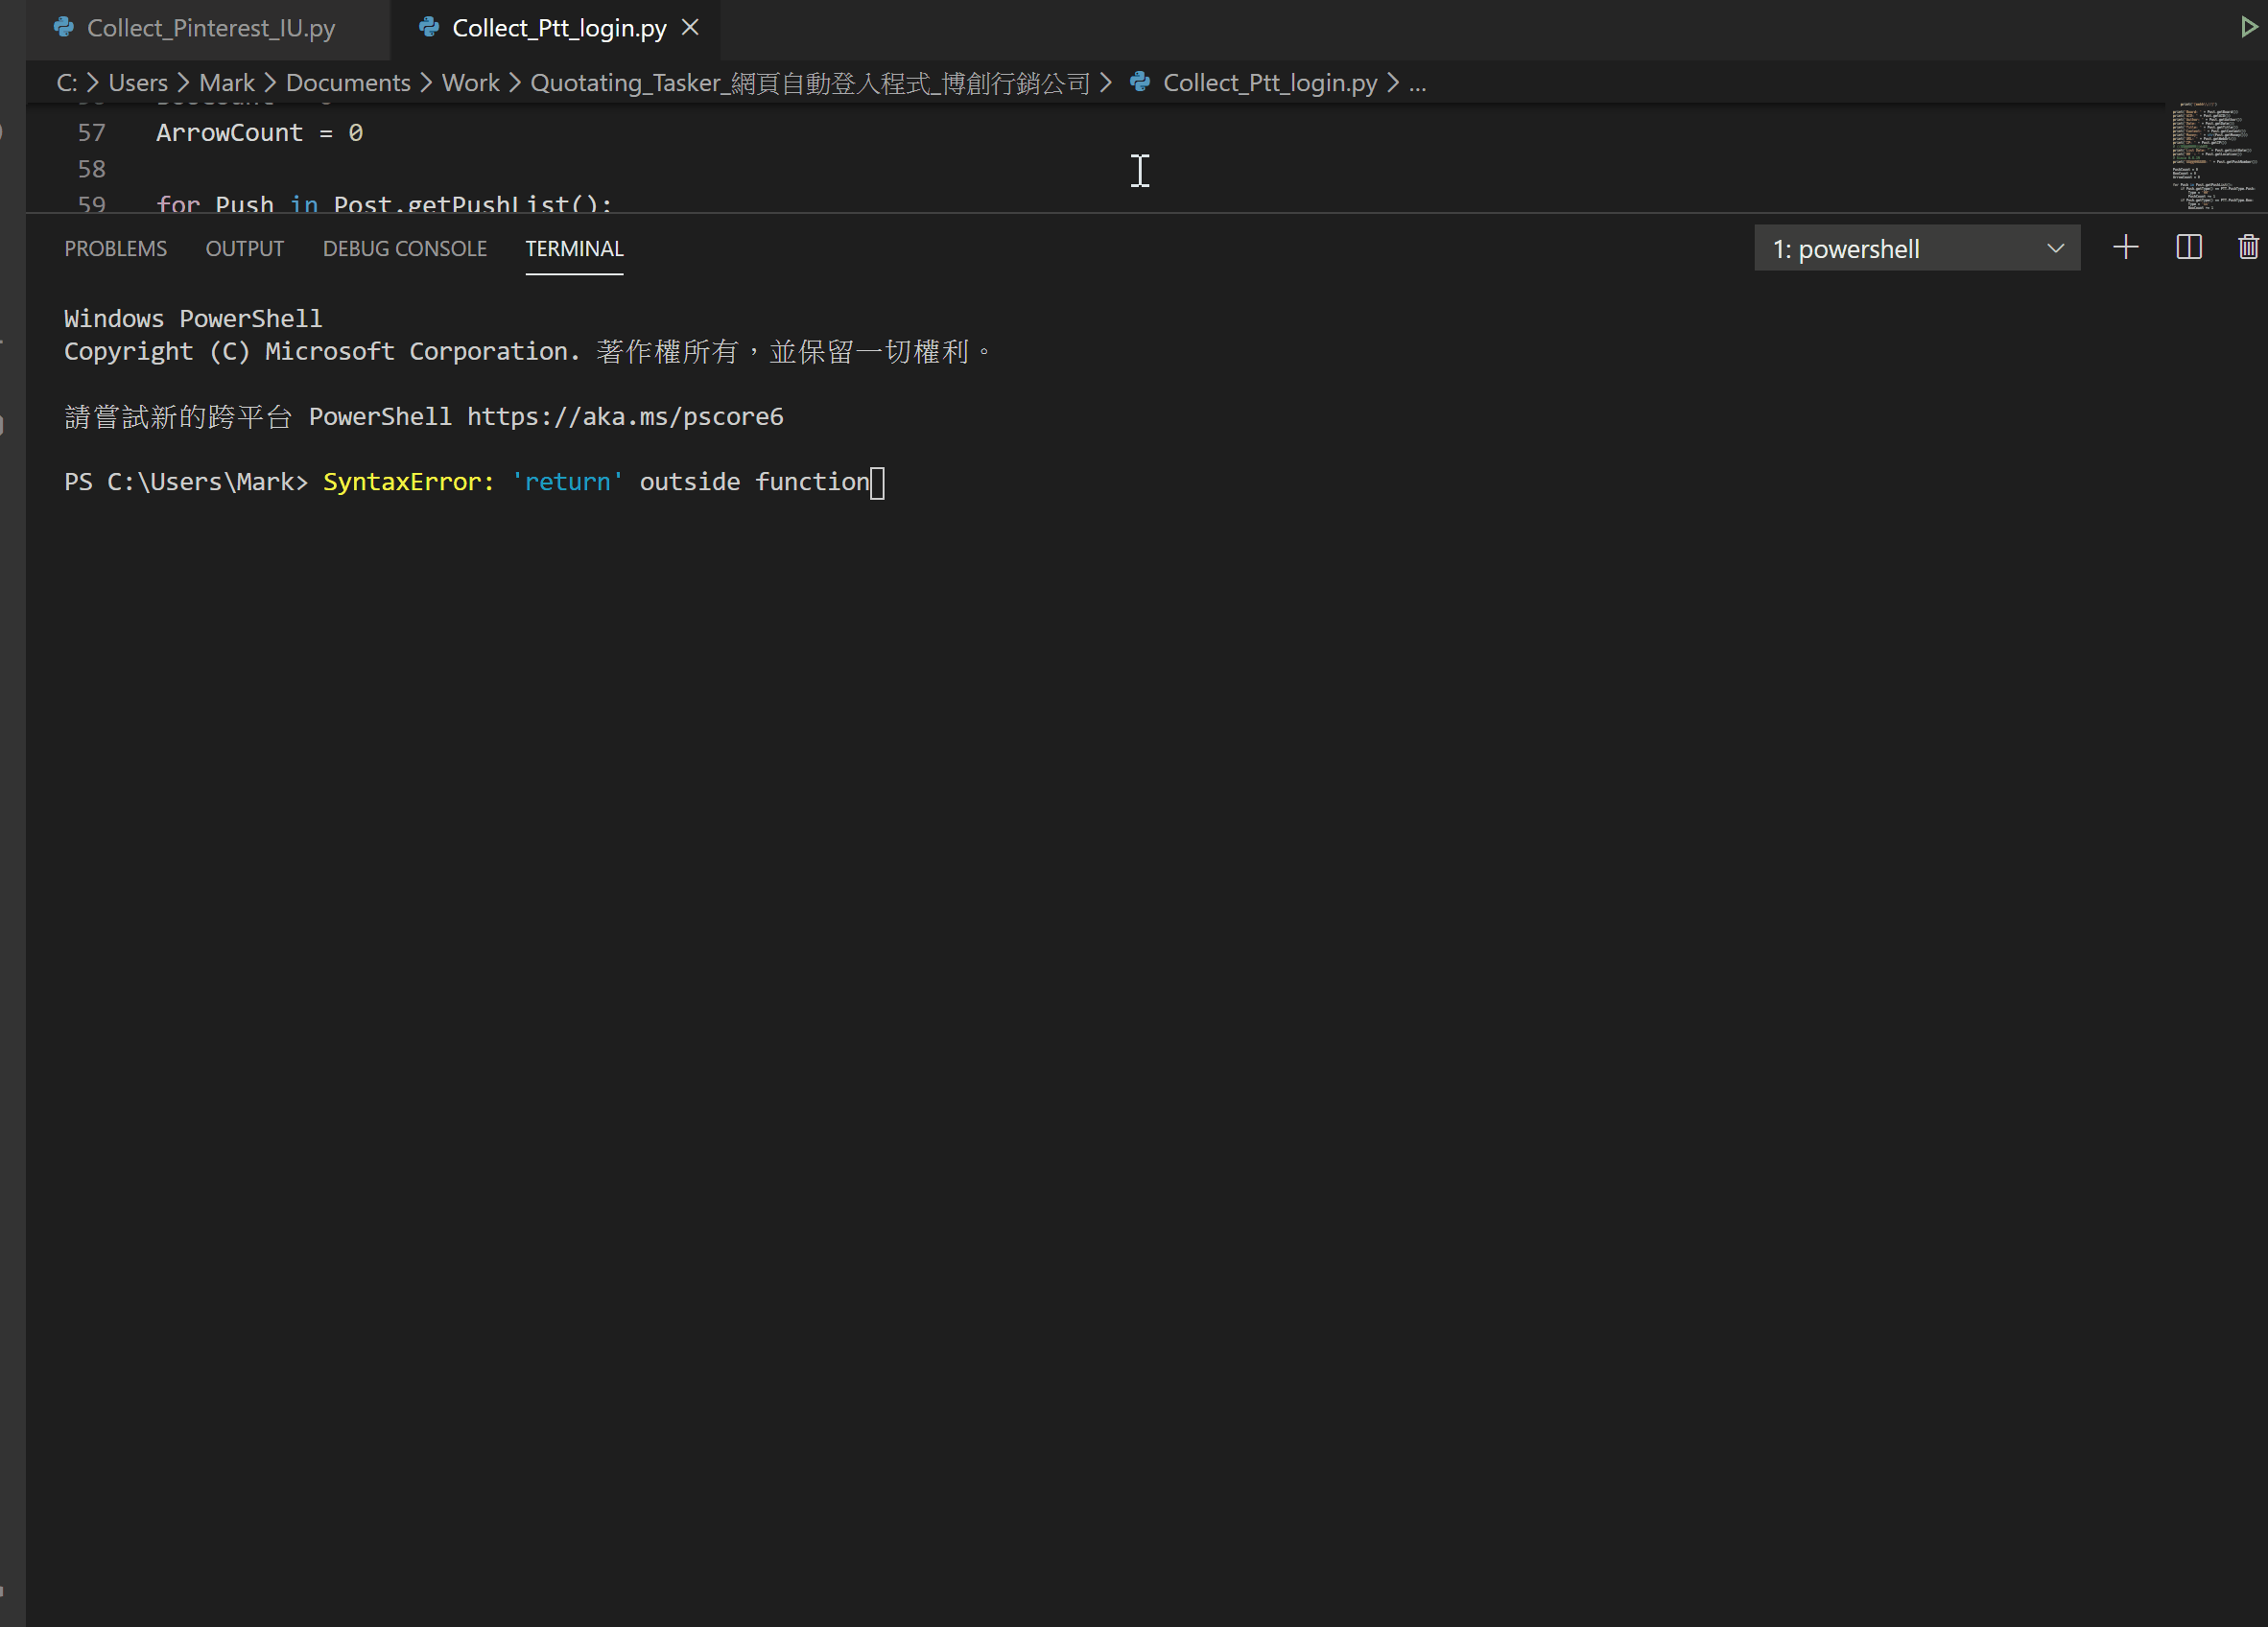 Collect_Pinterest_IU.py
Collect_Ptt_login.py
C: > Users > Mark > Documents > Work > Quotating_Tasker_網頁自動登入程式_博創行銷公司 > Collect_Ptt_login.py > ...
57 ArrowCount = 0
58
59 for Push in Post.getPushList():
PROBLEMS OUTPUT DEBUG CONSOLE TERMINAL 1: powershell
Windows PowerShell
Copyright (C) Microsoft Corporation. 著作權所有，並保留一切權利。
請嘗試新的跨平台 PowerShell https://aka.ms/pscore6
PS C:\Users\Mark> SyntaxError: 'return' outside function